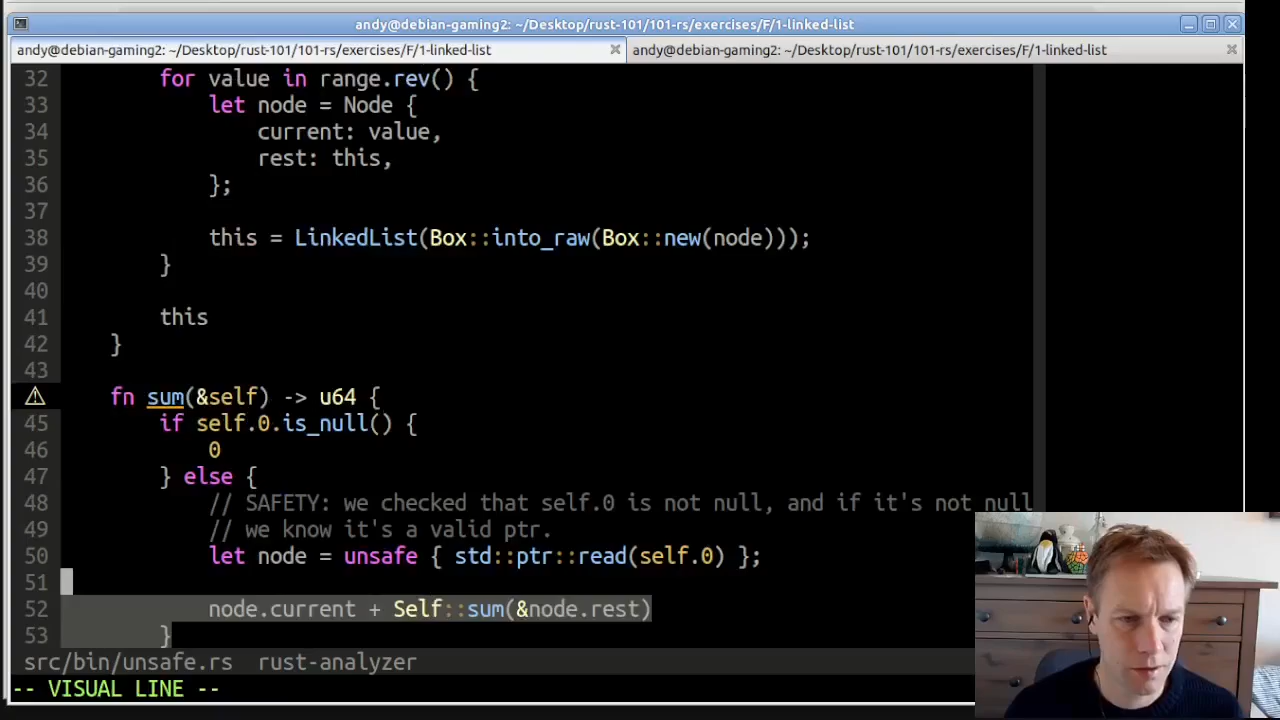 andy@debian-gaming2: ~/Desktop/rust-101/101-rs/exercises/F/1-linked-list
andy@debian-gaming2: ~/Desktop/rust-101/101-rs/exercises/F/1-linked-list
andy@debian-gaming2: ~/Desktop/rust-101/101-rs/exercises/F/1-linked-list
32 for value in range.rev() {
33 let node = Node {
34 current: value,
35 rest: this,
36 };
37
38 this = LinkedList(Box::into_raw(Box::new(node)));
39 }
40
41 this
42 }
43
fn sum(&self) -> u64 {
45 if self.0.is_null() {
46 0
47 } else {
48 // SAFETY: we checked that self.0 is not null, and if it's not null
49 // we know it's a valid ptr.
50 let node = unsafe { std::ptr::read(self.0) };
51
52 node.current + Self::sum(&node.rest)
53 }
src/bin/unsafe.rs rust-analyzer
-- VISUAL LINE --